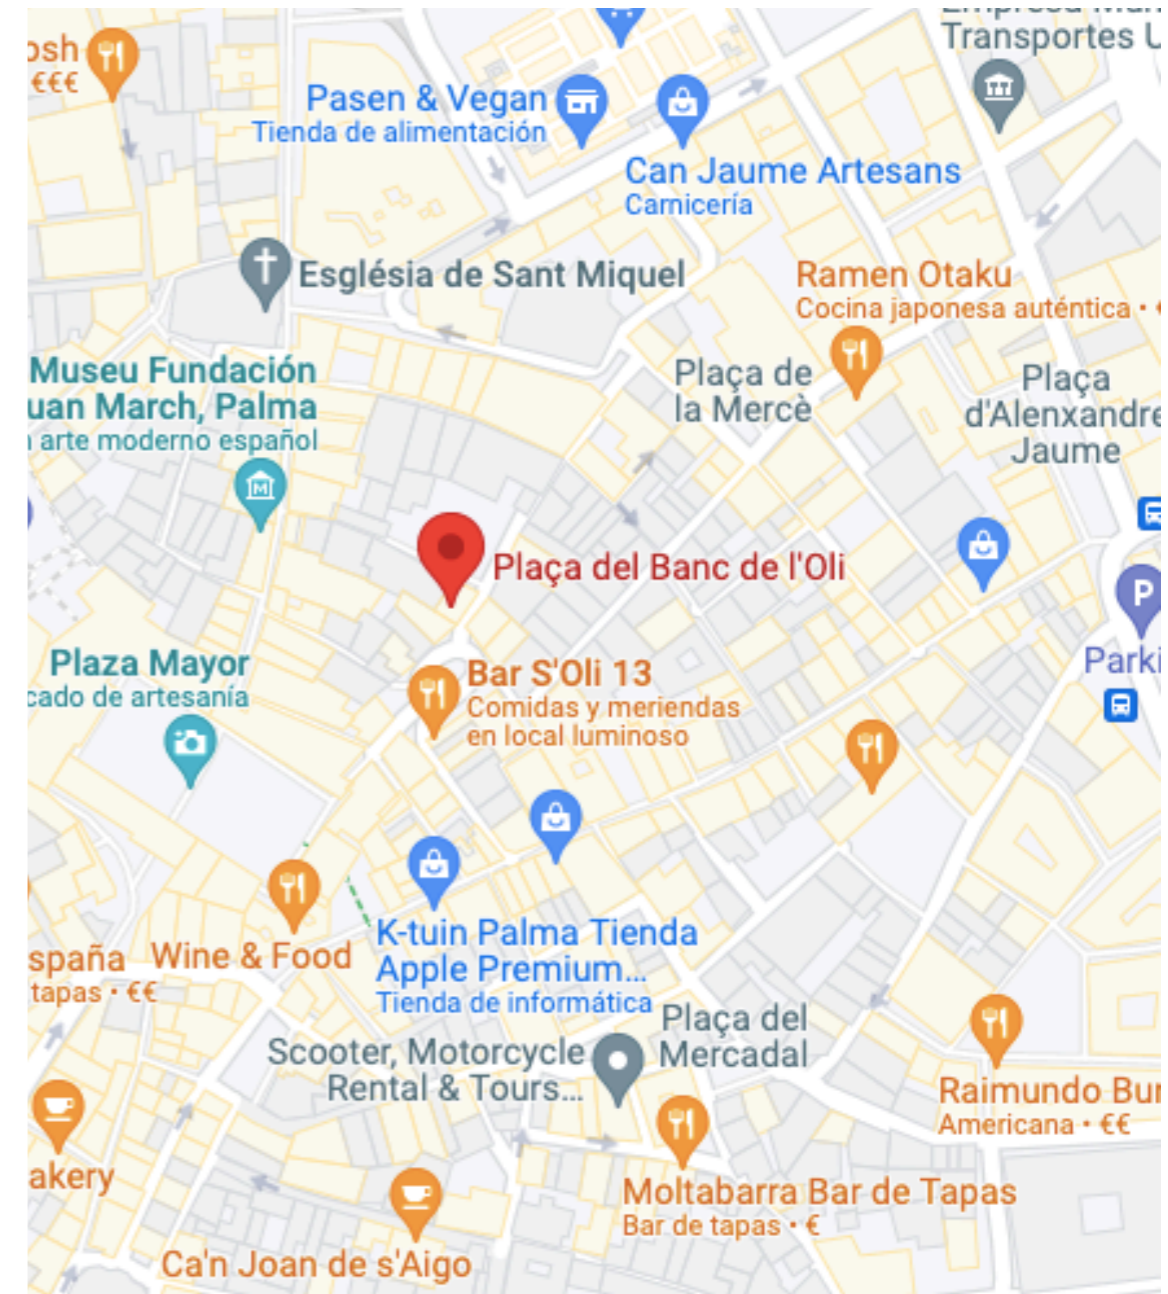 osh
€€€
Transportes U
Pasen & Vegan
Tienda de alimentación
Can Jaume Artesans
Carnicería
Església de Sant Miquel
Ramen Otaku
Cocina japonesa auténtica ·
Museu Fundación
uan March, Palma
arte moderno español
Plaça de
la Mercè
Plaça
d'Alenxandre
Jaume
M
Plaça del Banc de l'Oli
P
Parki
Plaza Mayor
cado de artesanía
Bar S'Oli 13
Comidas y meriendas
en local luminoso
K-tuin Palma Tienda
Apple Premium...
Tienda de informática
spaña
tapas · €€
Wine & Food
Plaça del
Mercadal
Scooter, Motorcycle
Rental & Tours...
Raimundo Bur
Americana · €€
akery
Moltabarra Bar de Tapas
Bar de tapas · €
Ca'n Joan de s'Aigo